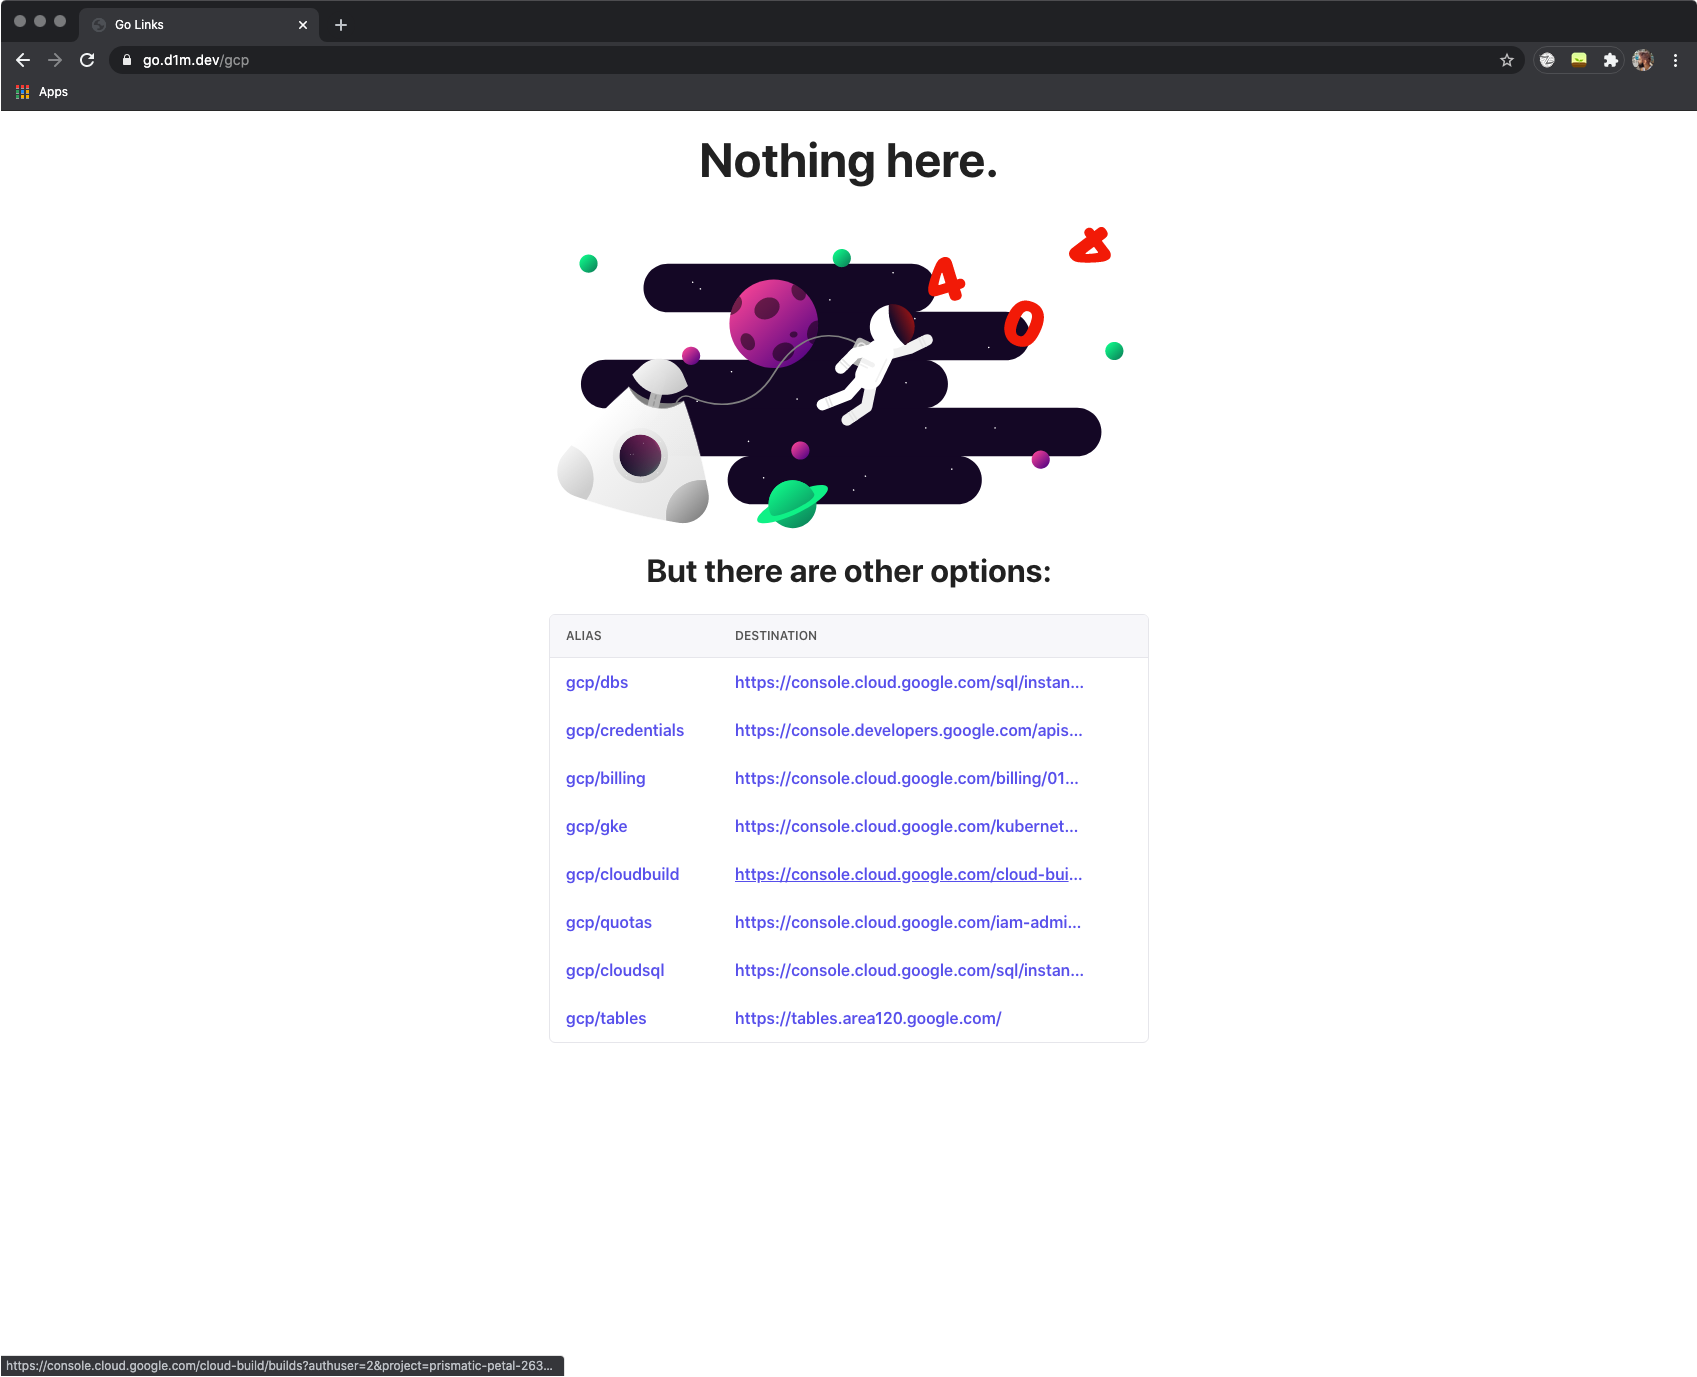 Go Links
go.d1m.dev/gcp
Apps
Nothing here.
4
0
4
But there are other options:
ALIAS DESTINATION
gcp/dbs https://console.cloud.google.com/sql/instan...
gcp/credentials https://console.developers.google.com/apis...
gcp/billing https://console.cloud.google.com/billing/01...
gcp/gke https://console.cloud.google.com/kubernet...
gcp/cloudbuild https://console.cloud.google.com/cloud-bui...
gcp/quotas https://console.cloud.google.com/iam-admi...
gcp/cloudsql https://console.cloud.google.com/sql/instan...
gcp/tables https://tables.area120.google.com/
https://console.cloud.google.com/cloud-build/builds?authuser=2&project=prismatic-petal-263...